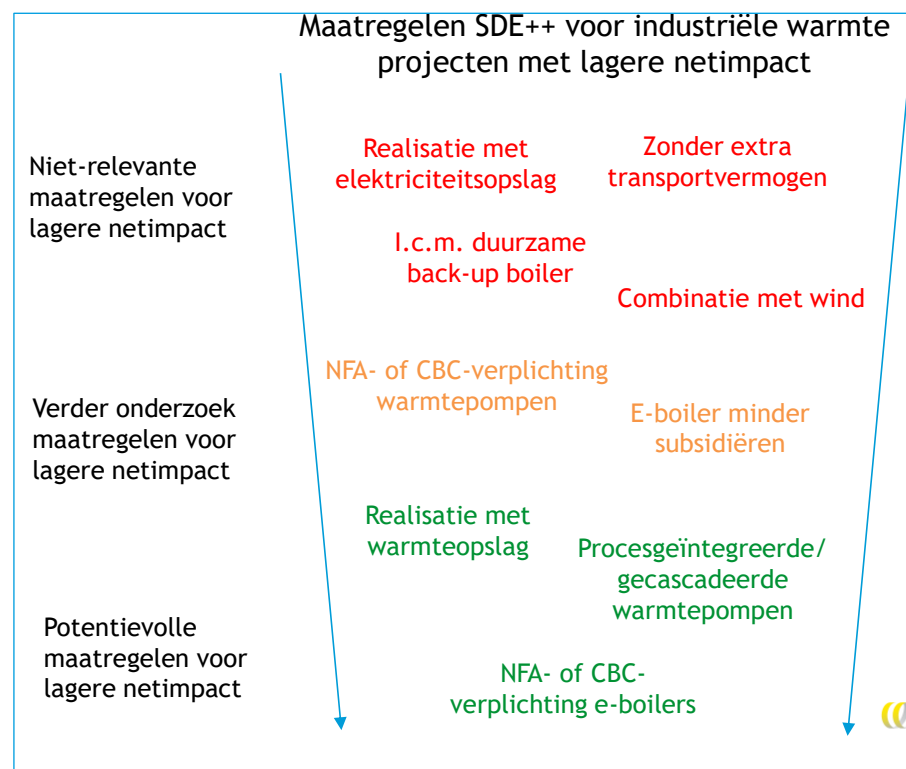 Maatregelen SDE++ voor industriële warmte
projecten met lagere netimpact
Niet-relevante
maatregelen voor
lagere netimpact
Realisatie met
elektriciteitsopslag
Zonder extra
transportvermogen
I.c.m. duurzame
back-up boiler
Combinatie met wind
Verder onderzoek
maatregelen voor
lagere netimpact
NFA- of CBC-verplichting
warmtepompen
E-boiler minder
subsidiëren
Realisatie met
warmteopslag
Procesgeïntegreerde/
gecascadeerde
warmtepompen
Potentievolle
maatregelen voor
lagere netimpact
NFA- of CBC-
verplichting e-boilers